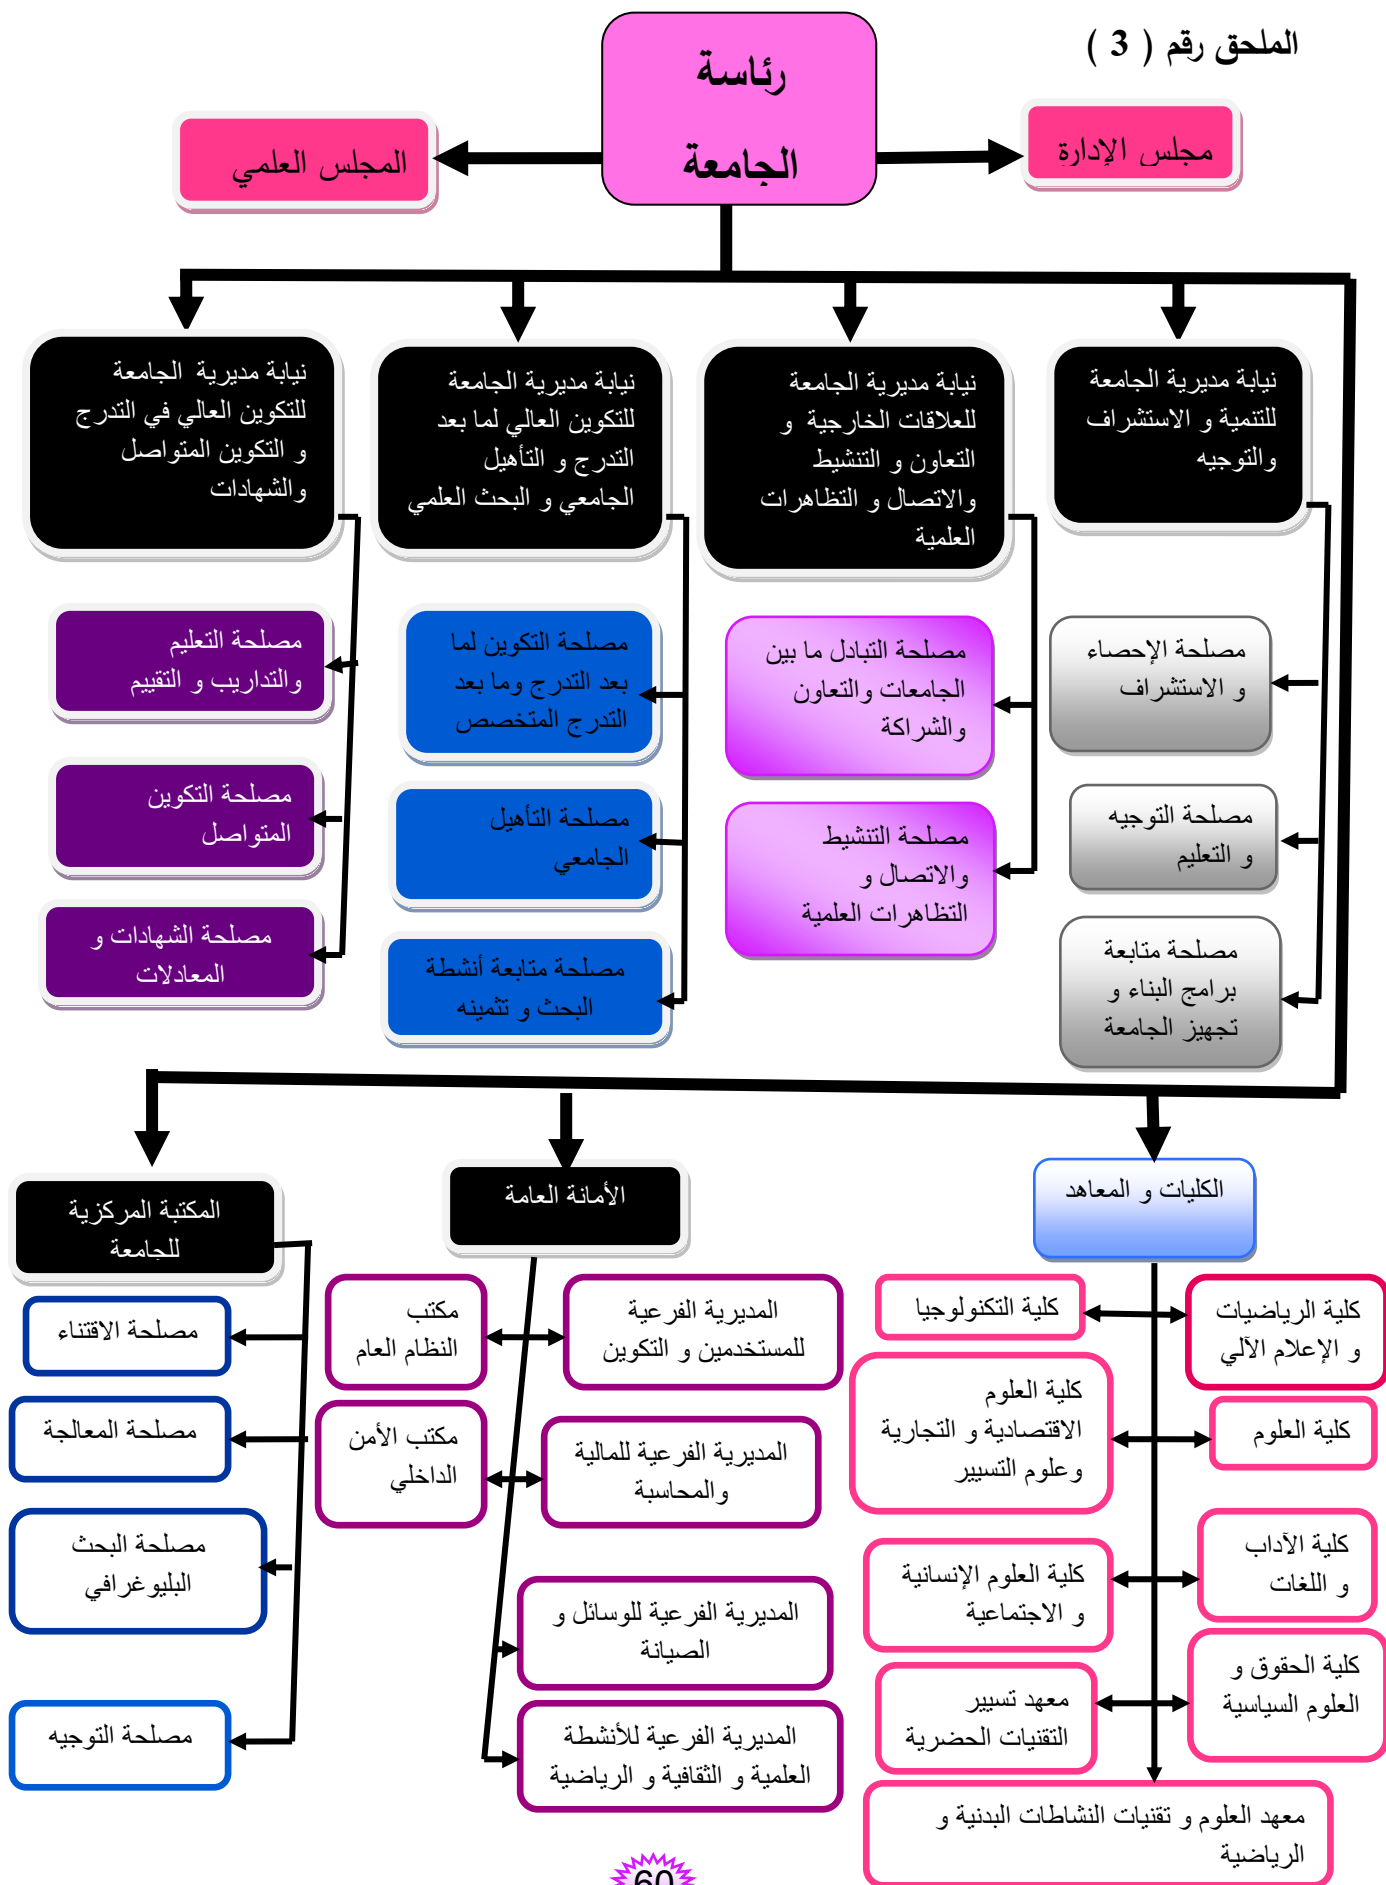 الملحق رقم ( 3 )
رئاسة
الجامعة
مجلس الإدارة
المجلس العلمي
نيابة مديرية الجامعة
للتنمية و الاستشراف
والتوجيه
نيابة مديرية الجامعة
للعلاقات الخارجية و
التعاون و التنشيط
والاتصال و التظاهرات
العلمية
نيابة مديرية الجامعة
للتكوين العالي لما بعد
التدرج و التأهيل
الجامعي و البحث العلمي
نيابة مديرية الجامعة
للتكوين العالي في التدرج
و التكوين المتواصل
والشهادات
مصلحة الإحصاء
و الاستشراف
مصلحة التوجيه
و التعليم
مصلحة متابعة
برامج البناء و
تجهيز الجامعة
مصلحة التبادل ما بين
الجامعات والتعاون
والشراكة
مصلحة التنشيط
والاتصال و
التظاهرات العلمية
مصلحة التكوين لما
بعد التدرج وما بعد
التدرج المتخصص
مصلحة التأهيل
الجامعي
مصلحة متابعة أنشطة
البحث و تثمينه
مصلحة التعليم
والتداريب و التقييم
مصلحة التكوين
المتواصل
مصلحة الشهادات و
المعادلات
الكليات و المعاهد
الأمانة العامة
المكتبة المركزية
للجامعة
كلية الرياضيات
و الإعلام الآلي
كلية التكنولوجيا
كلية العلوم
كلية العلوم
الاقتصادية و التجارية
وعلوم التسيير
كلية الآداب
و اللغات
كلية العلوم الإنسانية
و الاجتماعية
كلية الحقوق و
العلوم السياسية
معهد تسيير
التقنيات الحضرية
معهد العلوم و تقنيات النشاطات البدنية و
الرياضية
المديرية الفرعية
للمستخدمين و التكوين
مكتب
النظام العام
المديرية الفرعية للمالية
والمحاسبة
مكتب الأمن
الداخلي
المديرية الفرعية للوسائل و
الصيانة
المديرية الفرعية للأنشطة
العلمية و الثقافية و الرياضية
مصلحة الاقتناء
مصلحة المعالجة
مصلحة البحث
البليوغرافي
مصلحة التوجيه
60